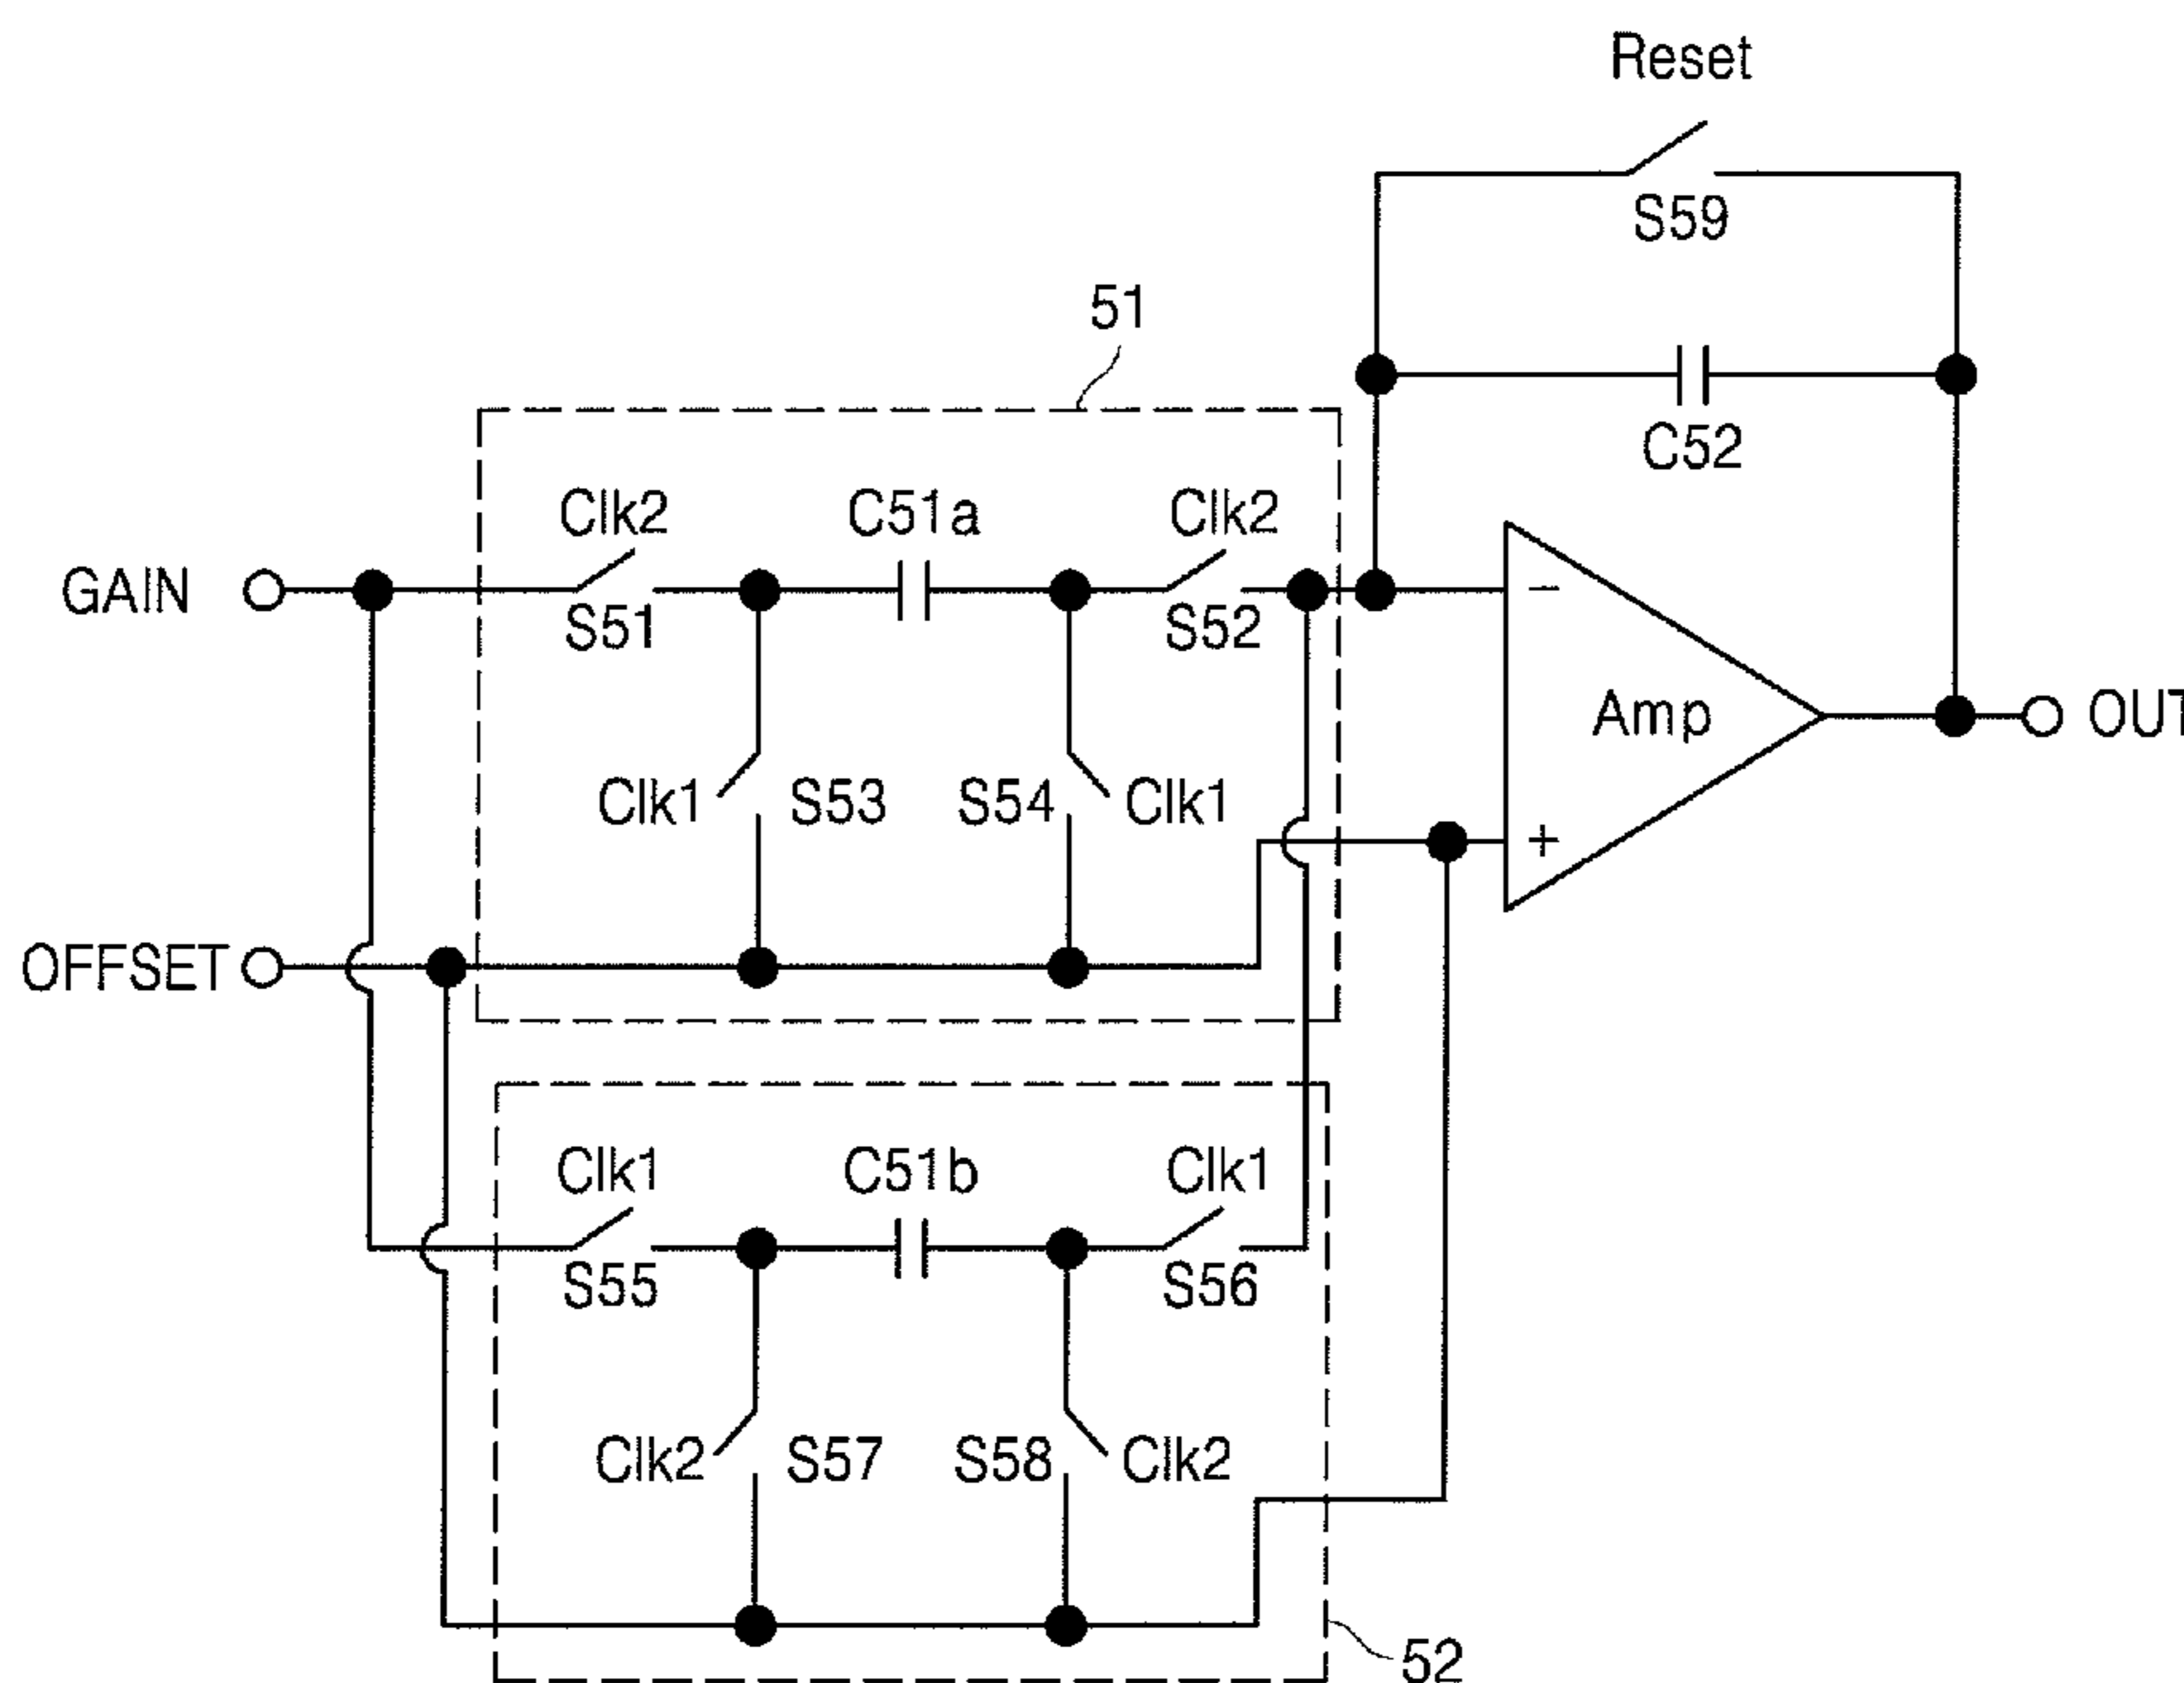 Reset
S59
51
C52
Clk2 C51a Clk2
GAIN
S51 S52
−
Amp
OUT
Clk1 S53 S54 Clk1
+
OFFSET
Clk1 C51b Clk1
S55 S56
Clk2 S57 S58 Clk2
52